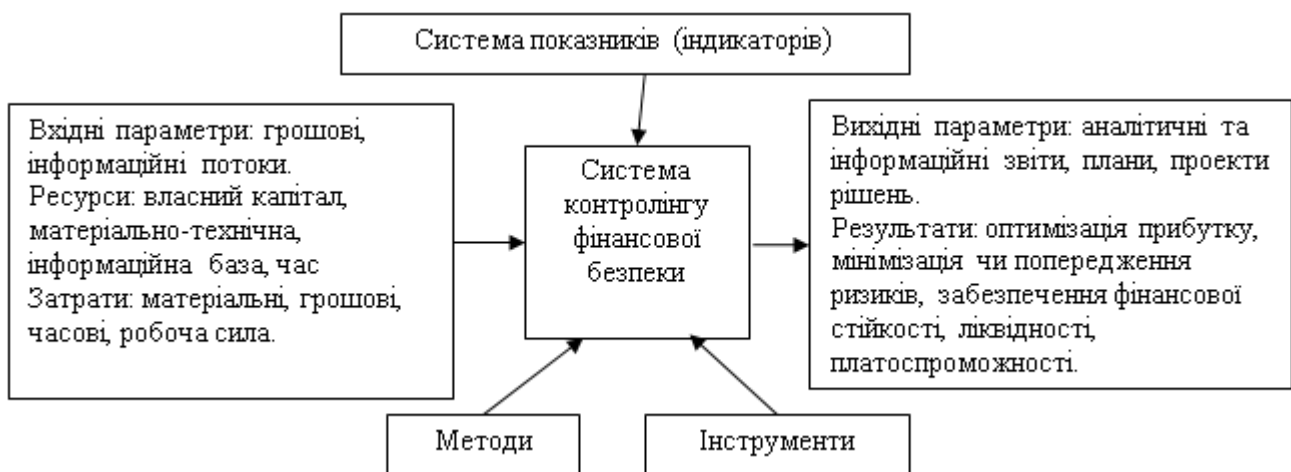 Система показників (індикаторів)
Вхідні параметри: грошові,
інформаційні потоки.
Ресурси: власний капітал,
матеріально-технічна,
інформаційна база, час
Затрати: матеріальні, грошові,
часові, робоча сила.
Система
контролінгу
фінансової
безпеки
Вихідні параметри: аналітичні та
інформаційні звіти, плани, проекти
рішень.
Результати: оптимізація прибутку,
мінімізація чи попередження
ризиків, забезпечення фінансової
стійкості, ліквідності,
платоспроможності.
Методи
Інструменти